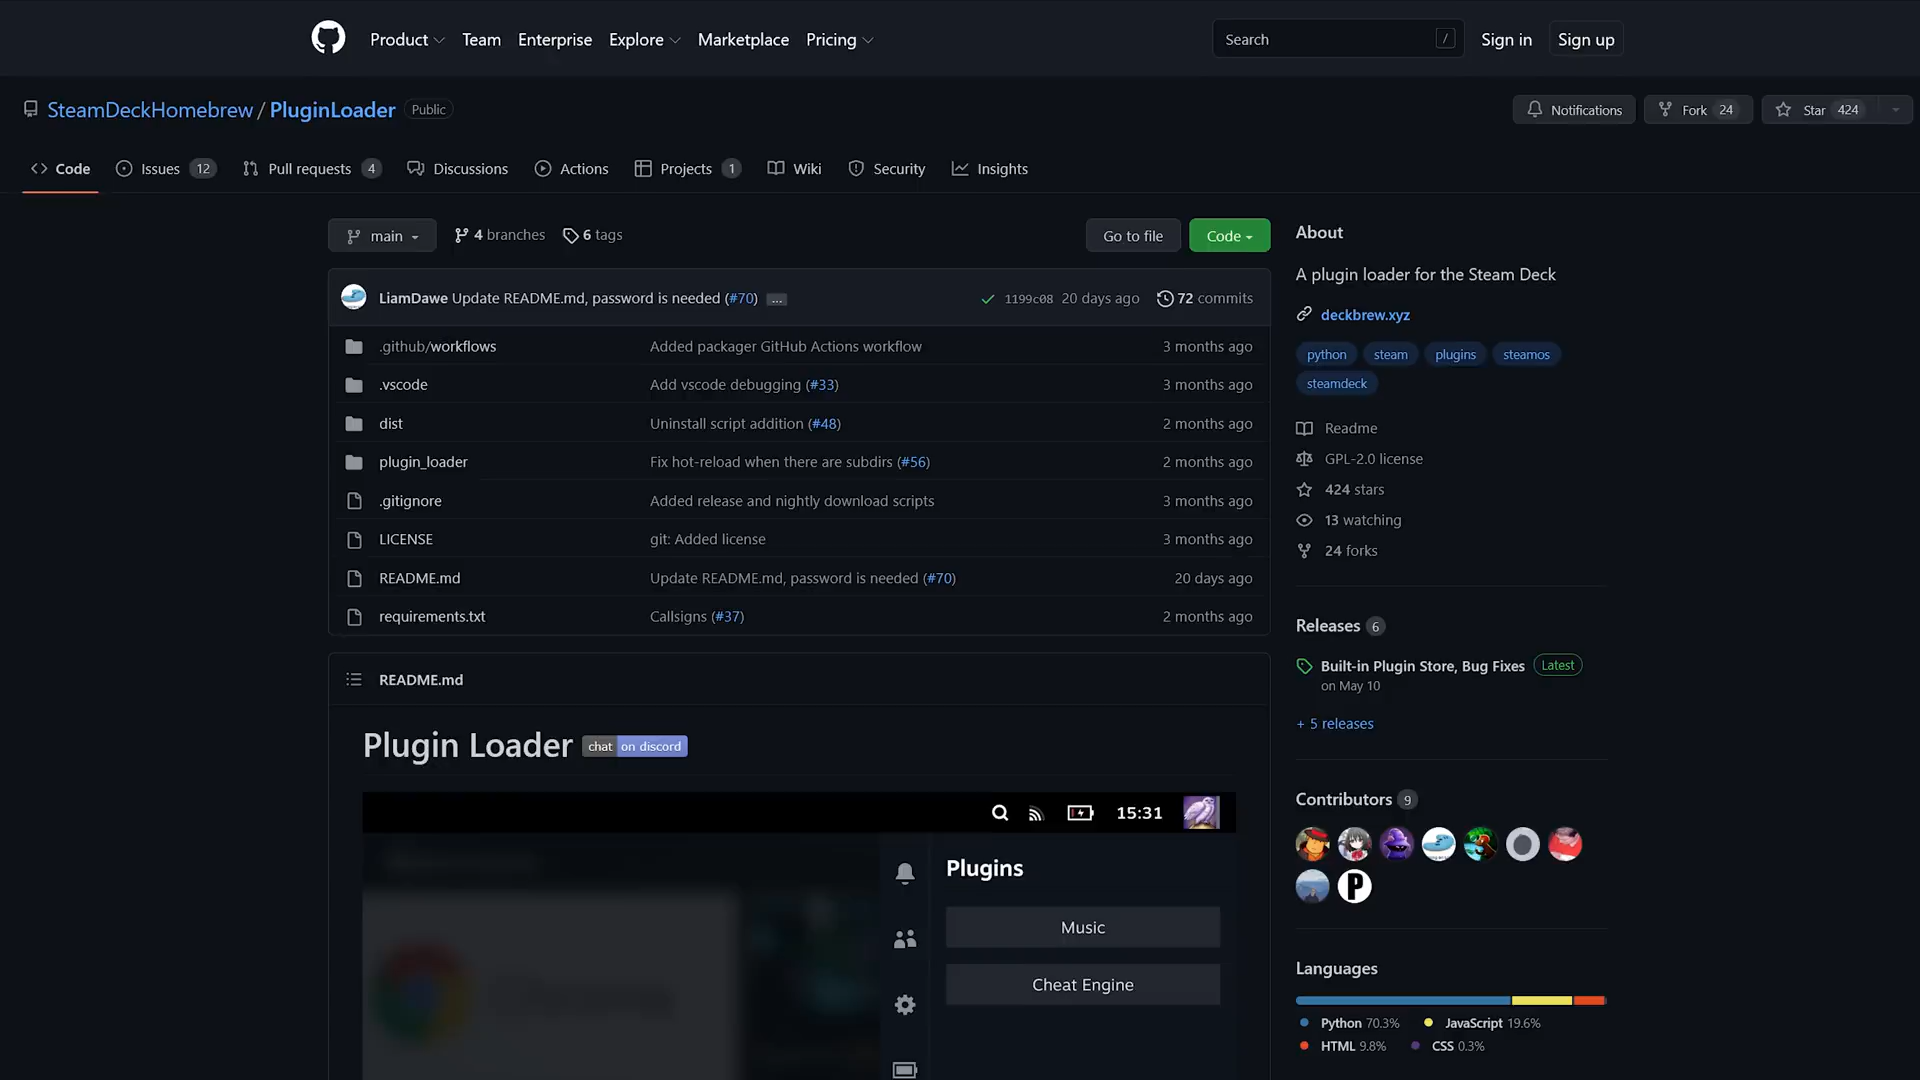 Product Team Enterprise Explore Marketplace Pricing Search / Sign in Sign up
SteamDeckHomebrew / PluginLoader Public Notifications Fork 24 Star 424
Code Issues 12 Pull requests 4 Discussions Actions Projects 1 Wiki Security Insights
main 4 branches 6 tags Go to file Code
LiamDawe Update README.md, password is needed (#70) ... 1199c08 20 days ago 72 commits
.github/workflows Added packager GitHub Actions workflow 3 months ago
.vscode Add vscode debugging (#33) 3 months ago
dist Uninstall script addition (#48) 2 months ago
plugin_loader Fix hot-reload when there are subdirs (#56) 2 months ago
.gitignore Added release and nightly download scripts 3 months ago
LICENSE git: Added license 3 months ago
README.md Update README.md, password is needed (#70) 20 days ago
requirements.txt Callsigns (#37) 2 months ago
README.md
Plugin Loader chat on discord
15:31
Plugins
Music
Cheat Engine
About
A plugin loader for the Steam Deck
deckbrew.xyz
python steam plugins steamos
steamdeck
Readme
GPL-2.0 license
424 stars
13 watching
24 forks
Releases 6
Built-in Plugin Store, Bug Fixes Latest
on May 10
+ 5 releases
Contributors 9
P
Languages
Python 70.3% JavaScript 19.6%
HTML 9.8% CSS 0.3%